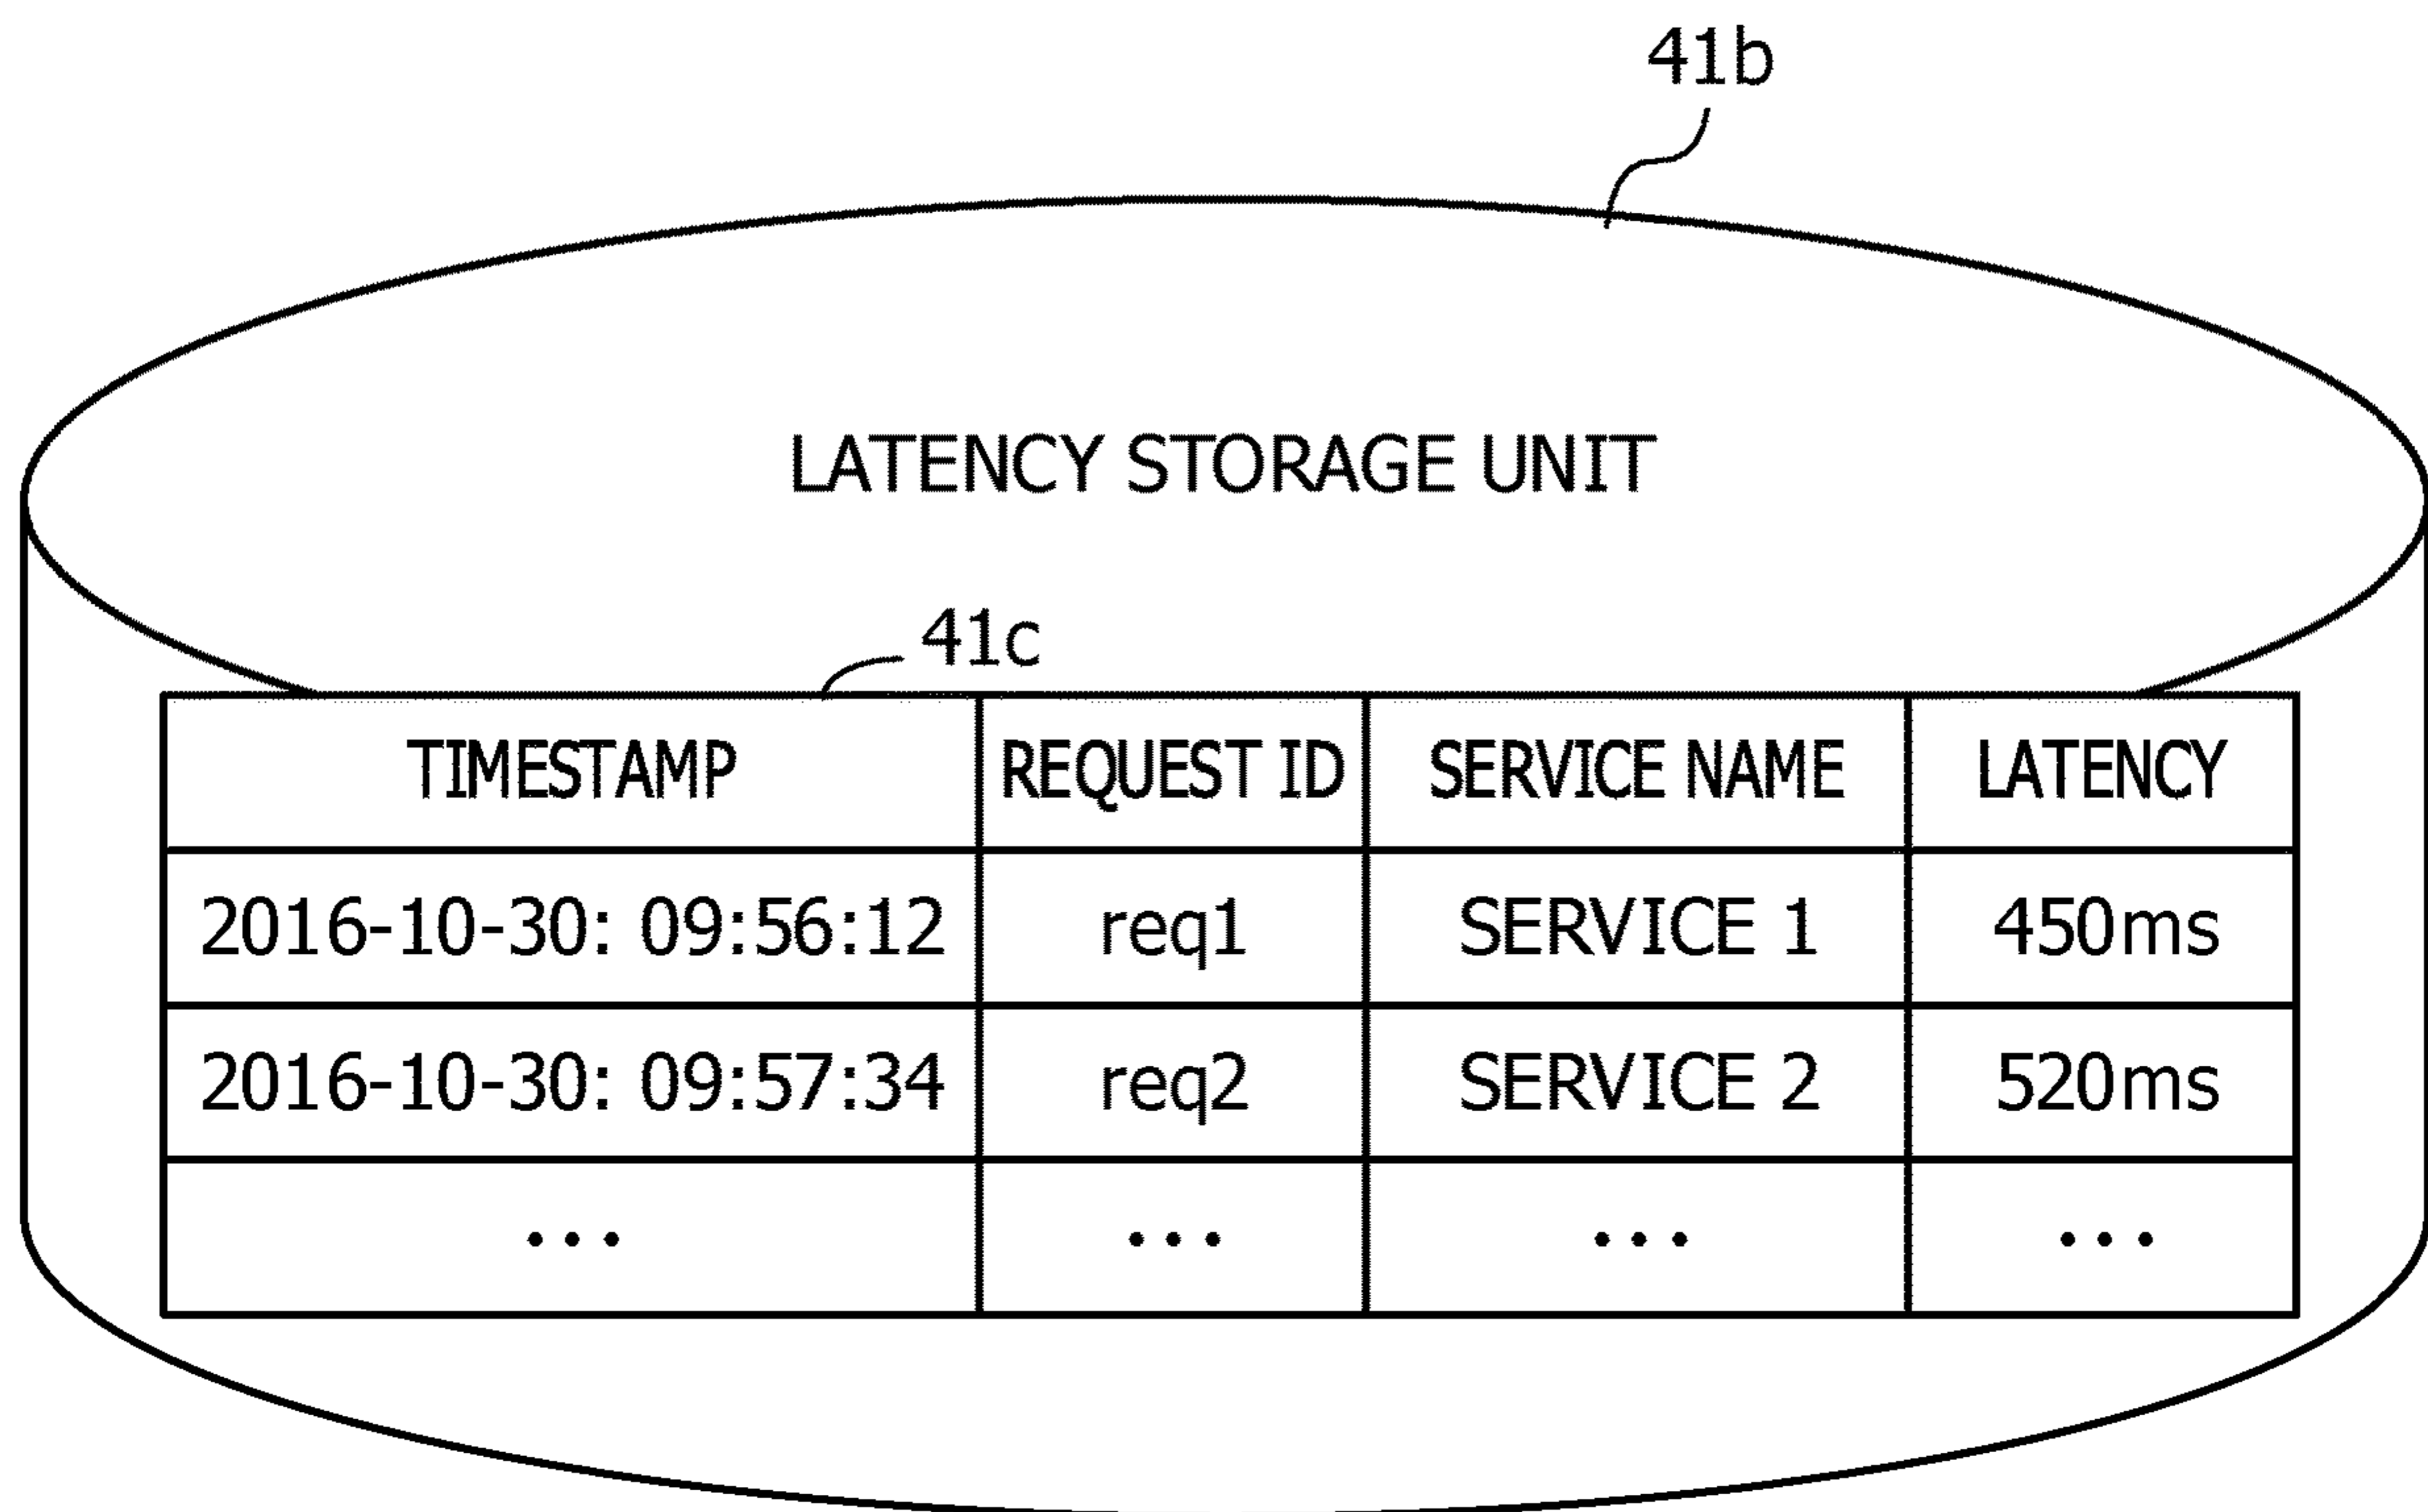 41b
LATENCY STORAGE UNIT
41c
TIMESTAMP REQUEST ID SERVICE NAME LATENCY
2016-10-30: 09:56:12 req1 SERVICE 1 450ms
2016-10-30: 09:57:34 req2 SERVICE 2 520ms
... ... ... ...